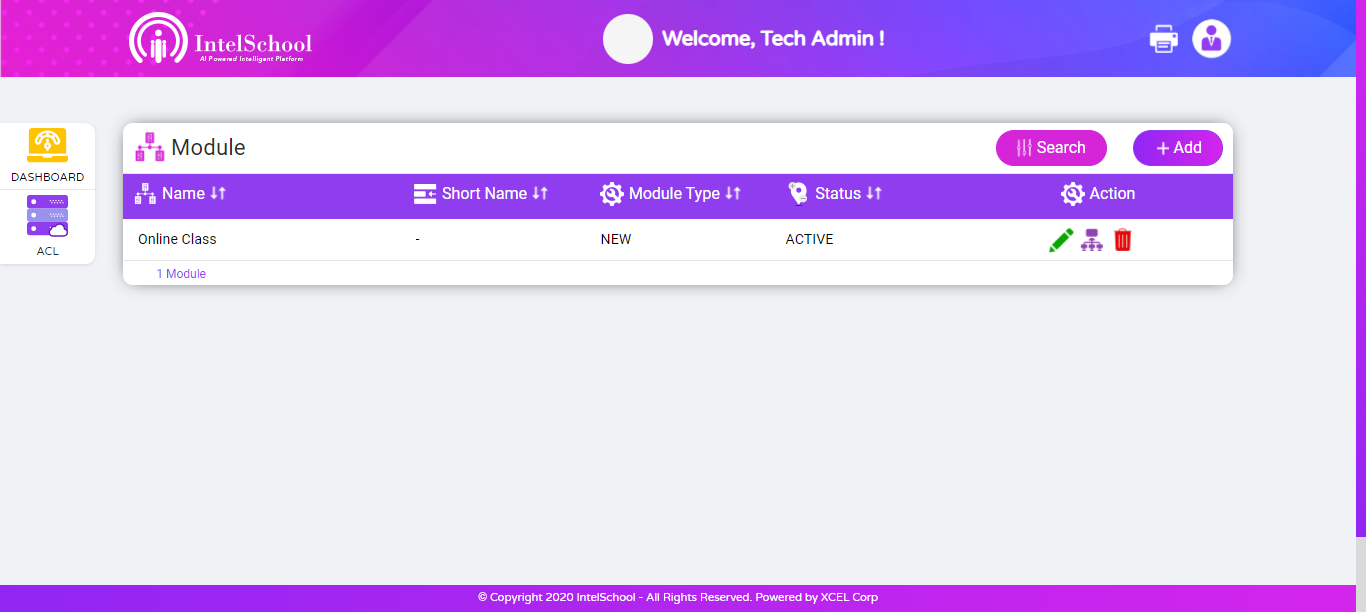 IntelSchool
AI Powered Intelligent Platform
Welcome, Tech Admin !
DASHBOARD
ACL
Module
Search
+ Add
Name
Short Name
Module Type
Status
Action
Online Class
-
NEW
ACTIVE
1 Module
© Copyright 2020 IntelSchool - All Rights Reserved. Powered by XCEL Corp